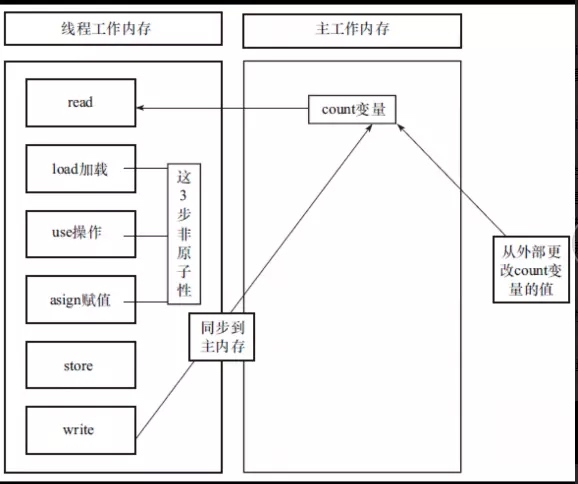 线程工作内存
主工作内存
read
count变量
load加载
use操作
asign赋值
这
3
步
非
原
子
性
从外部更
改count变
量的值
同步到
主内存
store
write